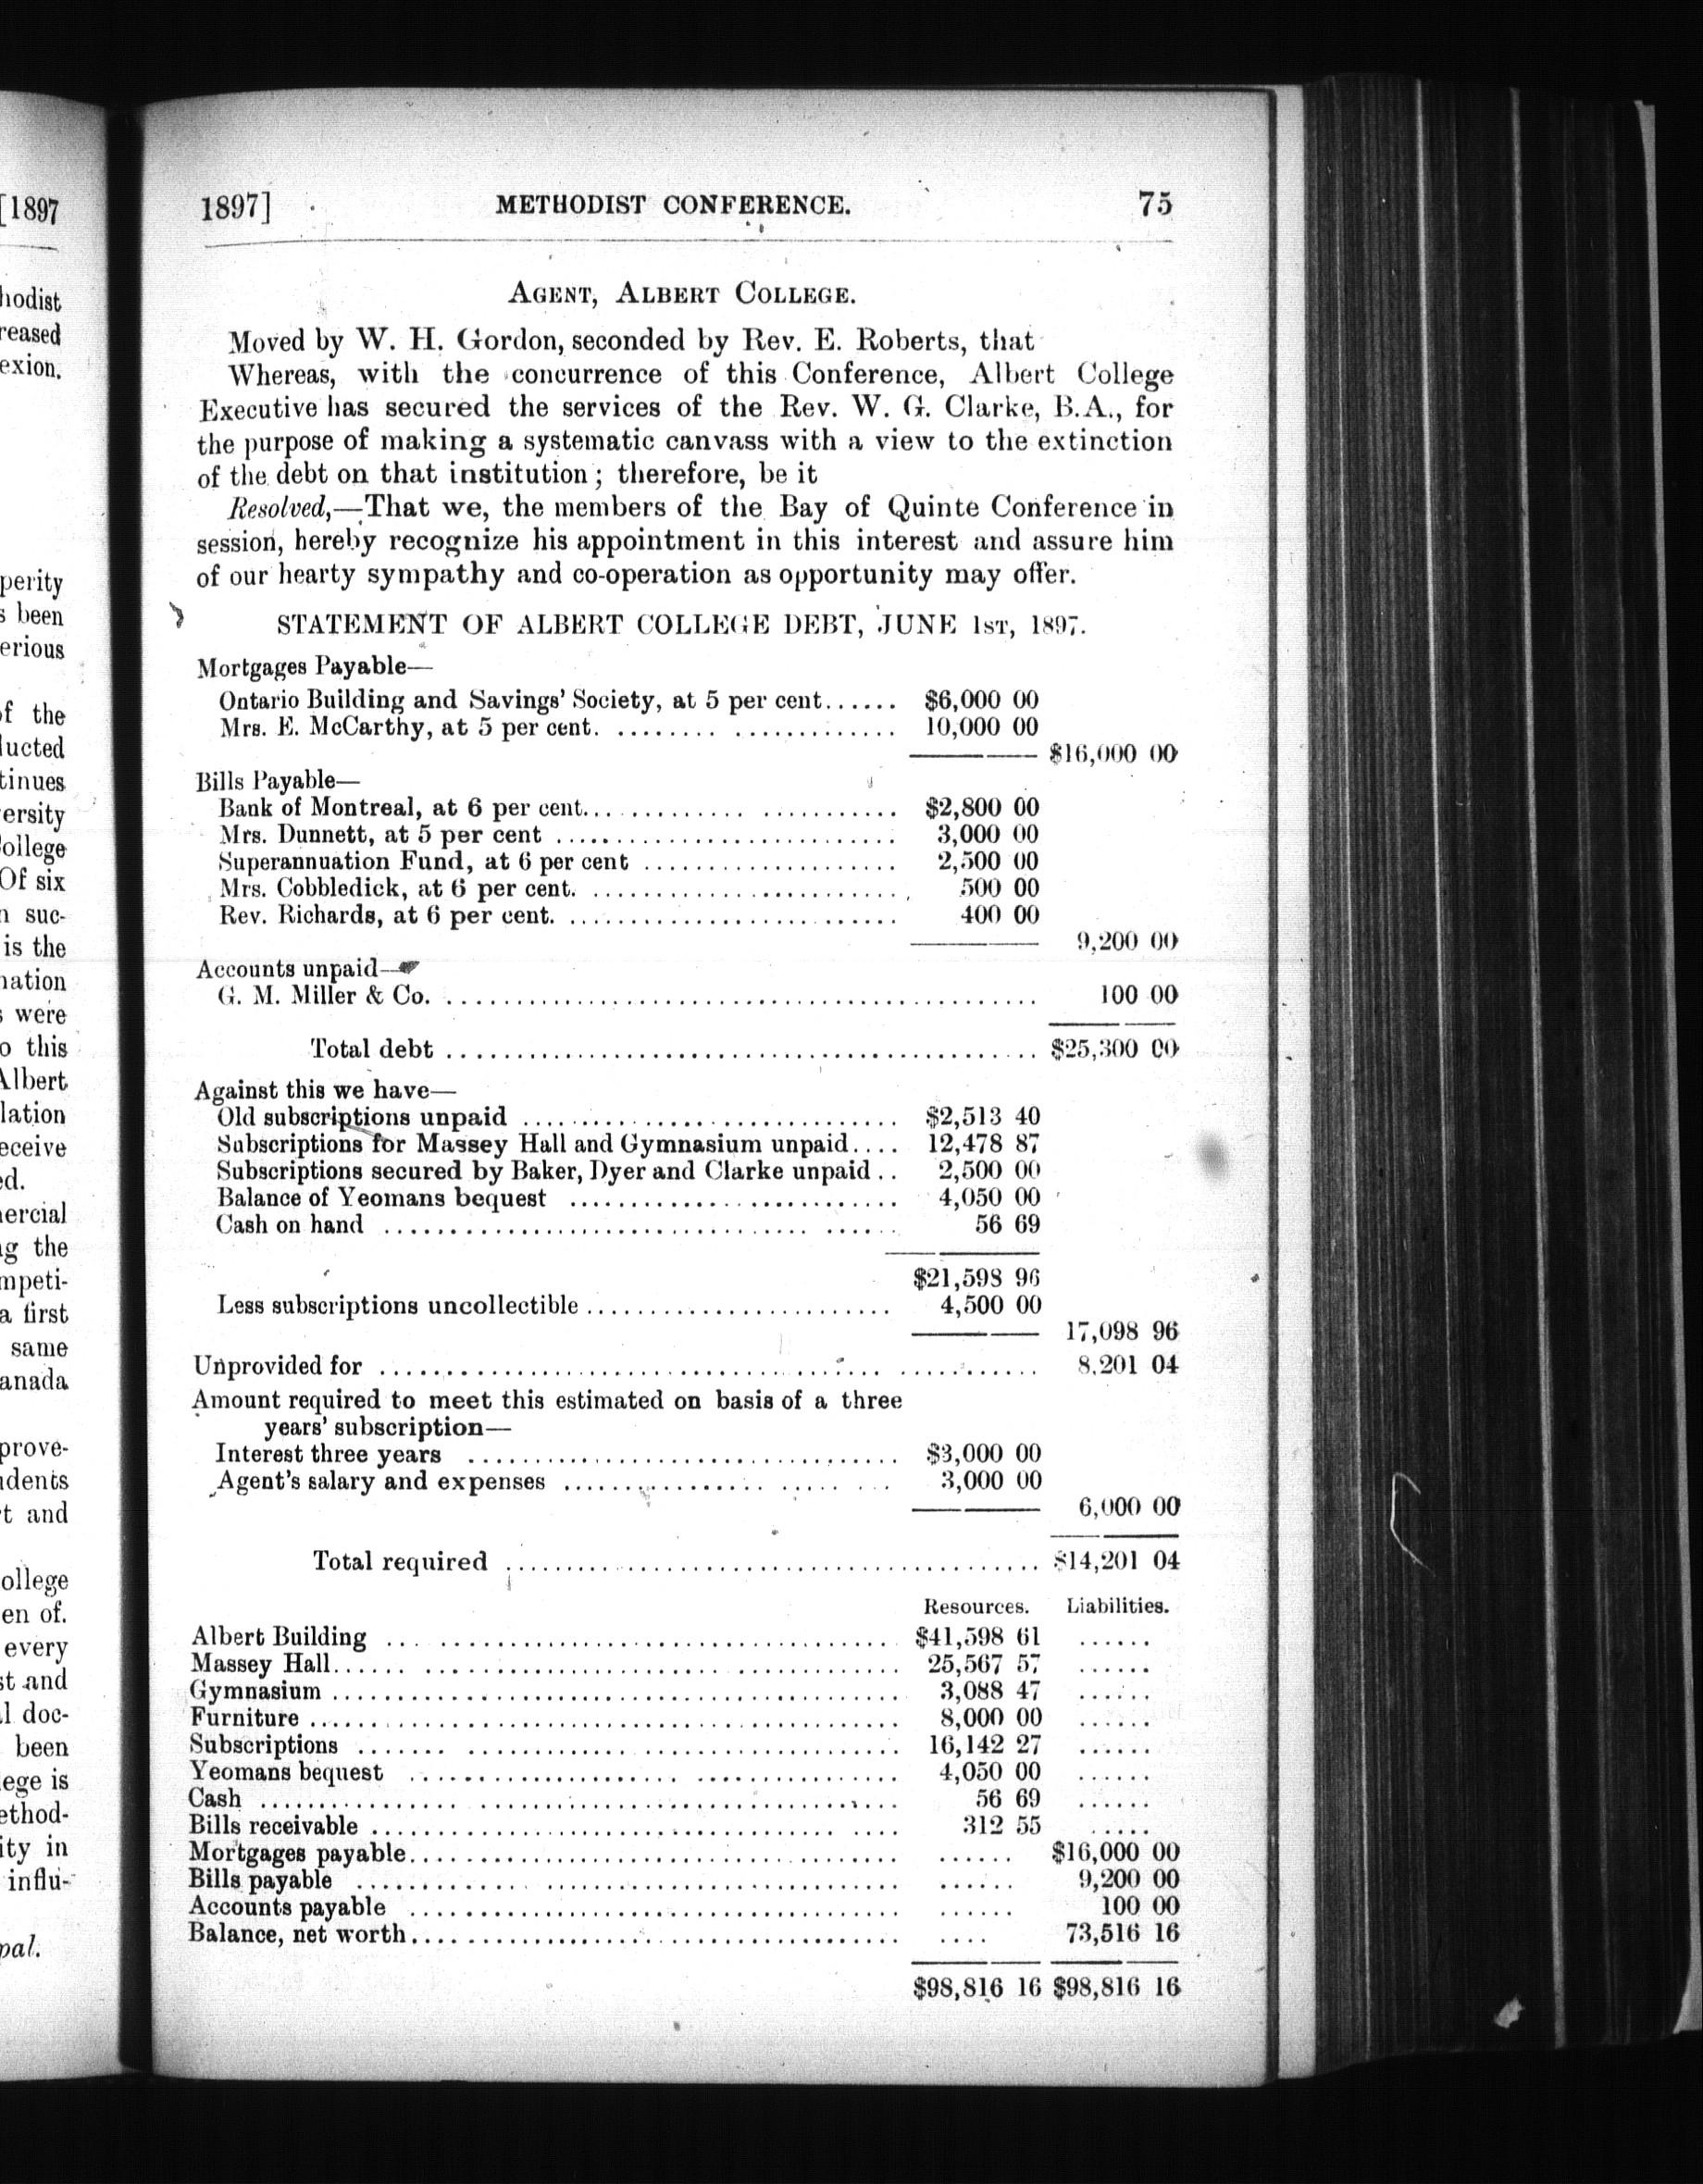 [1897
hodist
reased
exion.
perity
s been
erious
of the
lucted
tinues
ersity
ollege
Of six
n suc-
is the
nation
s were
o this
Albert
lation
eceive
ed.
ercial
ng the
mpeti-
a first
same
anada
prove-
idents
t and
ollege
en of.
every
st and
l doc-
been
ege is
ethod-
ity in
influ-
pal.
1897] METHODIST CONFERENCE. 75
AGENT, ALBERT COLLEGE.
Moved by W. H. Gordon, seconded by Rev. E. Roberts, that
Whereas, with the concurrence of this Conference, Albert College
Executive has secured the services of the Rev. W. G. Clarke, B.A., for
the purpose of making a systematic canvass with a view to the extinction
of the debt on that institution; therefore, be it
Resolved,—That we, the members of the Bay of Quinte Conference in
session, hereby recognize his appointment in this interest and assure him
of our hearty sympathy and co-operation as opportunity may offer.
STATEMENT OF ALBERT COLLEGE DEBT, JUNE 1ST, 1897.
Mortgages Payable—
Ontario Building and Savings' Society, at 5 per cent...... $6,000 00
Mrs. E. McCarthy, at 5 per cent. ..................... 10,000 00
$16,000 00
Bills Payable—
Bank of Montreal, at 6 per cent........................ $2,800 00
Mrs. Dunnett, at 5 per cent .......................... 3,000 00
Superannuation Fund, at 6 per cent .................... 2,500 00
Mrs. Cobbledick, at 6 per cent. ........................ 500 00
Rev. Richards, at 6 per cent. .......................... 400 00
9,200 00
Accounts unpaid—
G. M. Miller & Co. ............................................. 100 00
Total debt ............................................. $25,300 00
Against this we have—
Old subscriptions unpaid .............................. $2,513 40
Subscriptions for Massey Hall and Gymnasium unpaid.... 12,478 87
Subscriptions secured by Baker, Dyer and Clarke unpaid .. 2,500 00
Balance of Yeomans bequest ......................... 4,050 00
Cash on hand ....................................... 56 69
$21,598 96
Less subscriptions uncollectible ....................... 4,500 00
17,098 96
Unprovided for .................................................. 8,201 04
Amount required to meet this estimated on basis of a three
years' subscription—
Interest three years ................................. $3,000 00
Agent's salary and expenses ......................... 3,000 00
6,000 00
Total required ......................................... $14,201 04
Resources. Liabilities.
Albert Building ....................................... $41,598 61 ......
Massey Hall........................................... 25,567 57 ......
Gymnasium ........................................... 3,088 47 ......
Furniture ............................................. 8,000 00 ......
Subscriptions ......................................... 16,142 27 ......
Yeomans bequest ..................................... 4,050 00 ......
Cash ................................................. 56 69 ......
Bills receivable ........................................ 312 55 .....
Mortgages payable..................................... ...... $16,000 00
Bills payable ......................................... ...... 9,200 00
Accounts payable ..................................... ...... 100 00
Balance, net worth..................................... .... 73,516 16
$98,816 16 $98,816 16